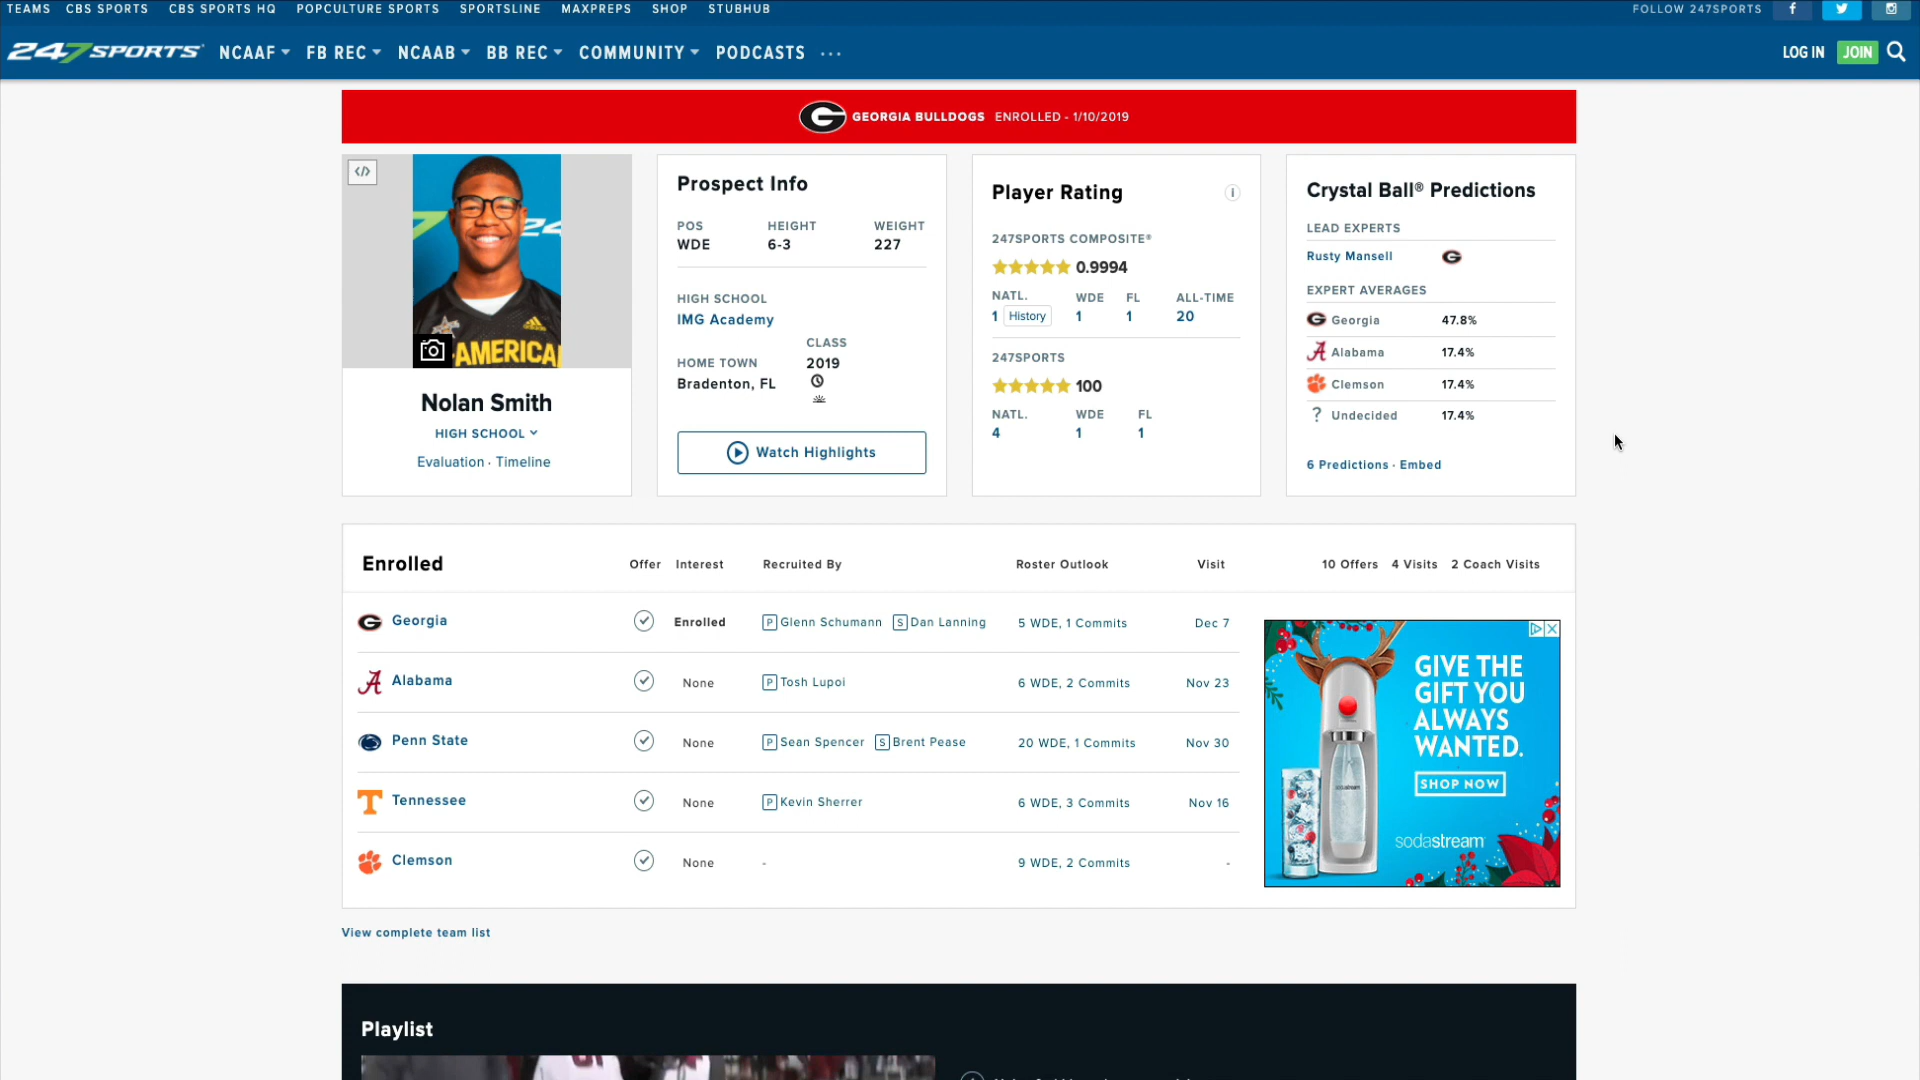 TEAMS CBS SPORTS CBS SPORTS HQ POPCULTURE SPORTS SPORTSLINE MAXPREPS SHOP STUBHUB FOLLOW 247SPORTS
247SPORTS NCAAF FB REC NCAAB BB REC COMMUNITY PODCASTS ... LOG IN JOIN
GEORGIA BULLDOGS ENROLLED - 1/10/2019
</>
24
AMERICA
Nolan Smith
HIGH SCHOOL
Evaluation · Timeline
Prospect Info
POS HEIGHT WEIGHT
WDE 6-3 227
HIGH SCHOOL
IMG Academy
CLASS
HOME TOWN 2019
Bradenton, FL
Watch Highlights
Player Rating
247SPORTS COMPOSITE®
0.9994
NATL. WDE FL ALL-TIME
1 History 1 1 20
247SPORTS
100
NATL. WDE FL
4 1 1
Crystal Ball® Predictions
LEAD EXPERTS
Rusty Mansell
EXPERT AVERAGES
Georgia 47.8%
Alabama 17.4%
Clemson 17.4%
? Undecided 17.4%
6 Predictions · Embed
Enrolled Offer Interest Recruited By Roster Outlook Visit 10 Offers 4 Visits 2 Coach Visits
Georgia Enrolled P Glenn Schumann S Dan Lanning 5 WDE, 1 Commits Dec 7
Alabama None P Tosh Lupoi 6 WDE, 2 Commits Nov 23
Penn State None P Sean Spencer S Brent Pease 20 WDE, 1 Commits Nov 30
Tennessee None P Kevin Sherrer 6 WDE, 3 Commits Nov 16
Clemson None - 9 WDE, 2 Commits -
GIVE THE
GIFT YOU
ALWAYS
WANTED.
SHOP NOW
sodastream
sodastream
View complete team list
Playlist